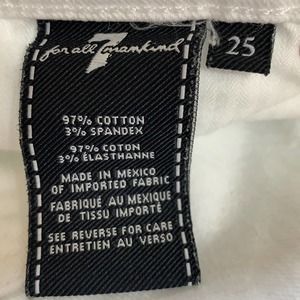 for all 7 mankind
25
97% COTTON
3% SPANDEX
97% COTON
3% ÉLASTHANNE
MADE IN MEXICO
OF IMPORTED FABRIC
FABRIQUÉ AU MEXIQUE
DE TISSU IMPORTÉ
SEE REVERSE FOR CARE
ENTRETIEN AU VERSO